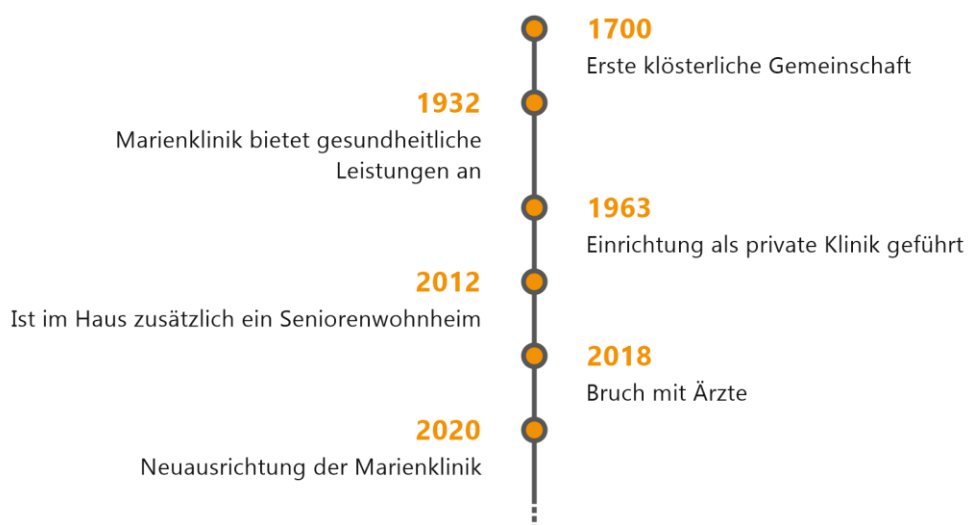 1700
Erste klösterliche Gemeinschaft
1932
Marienklinik bietet gesundheitliche
Leistungen an
1963
Einrichtung als private Klinik geführt
2012
Ist im Haus zusätzlich ein Seniorenwohnheim
2018
Bruch mit Ärzte
2020
Neuausrichtung der Marienklinik